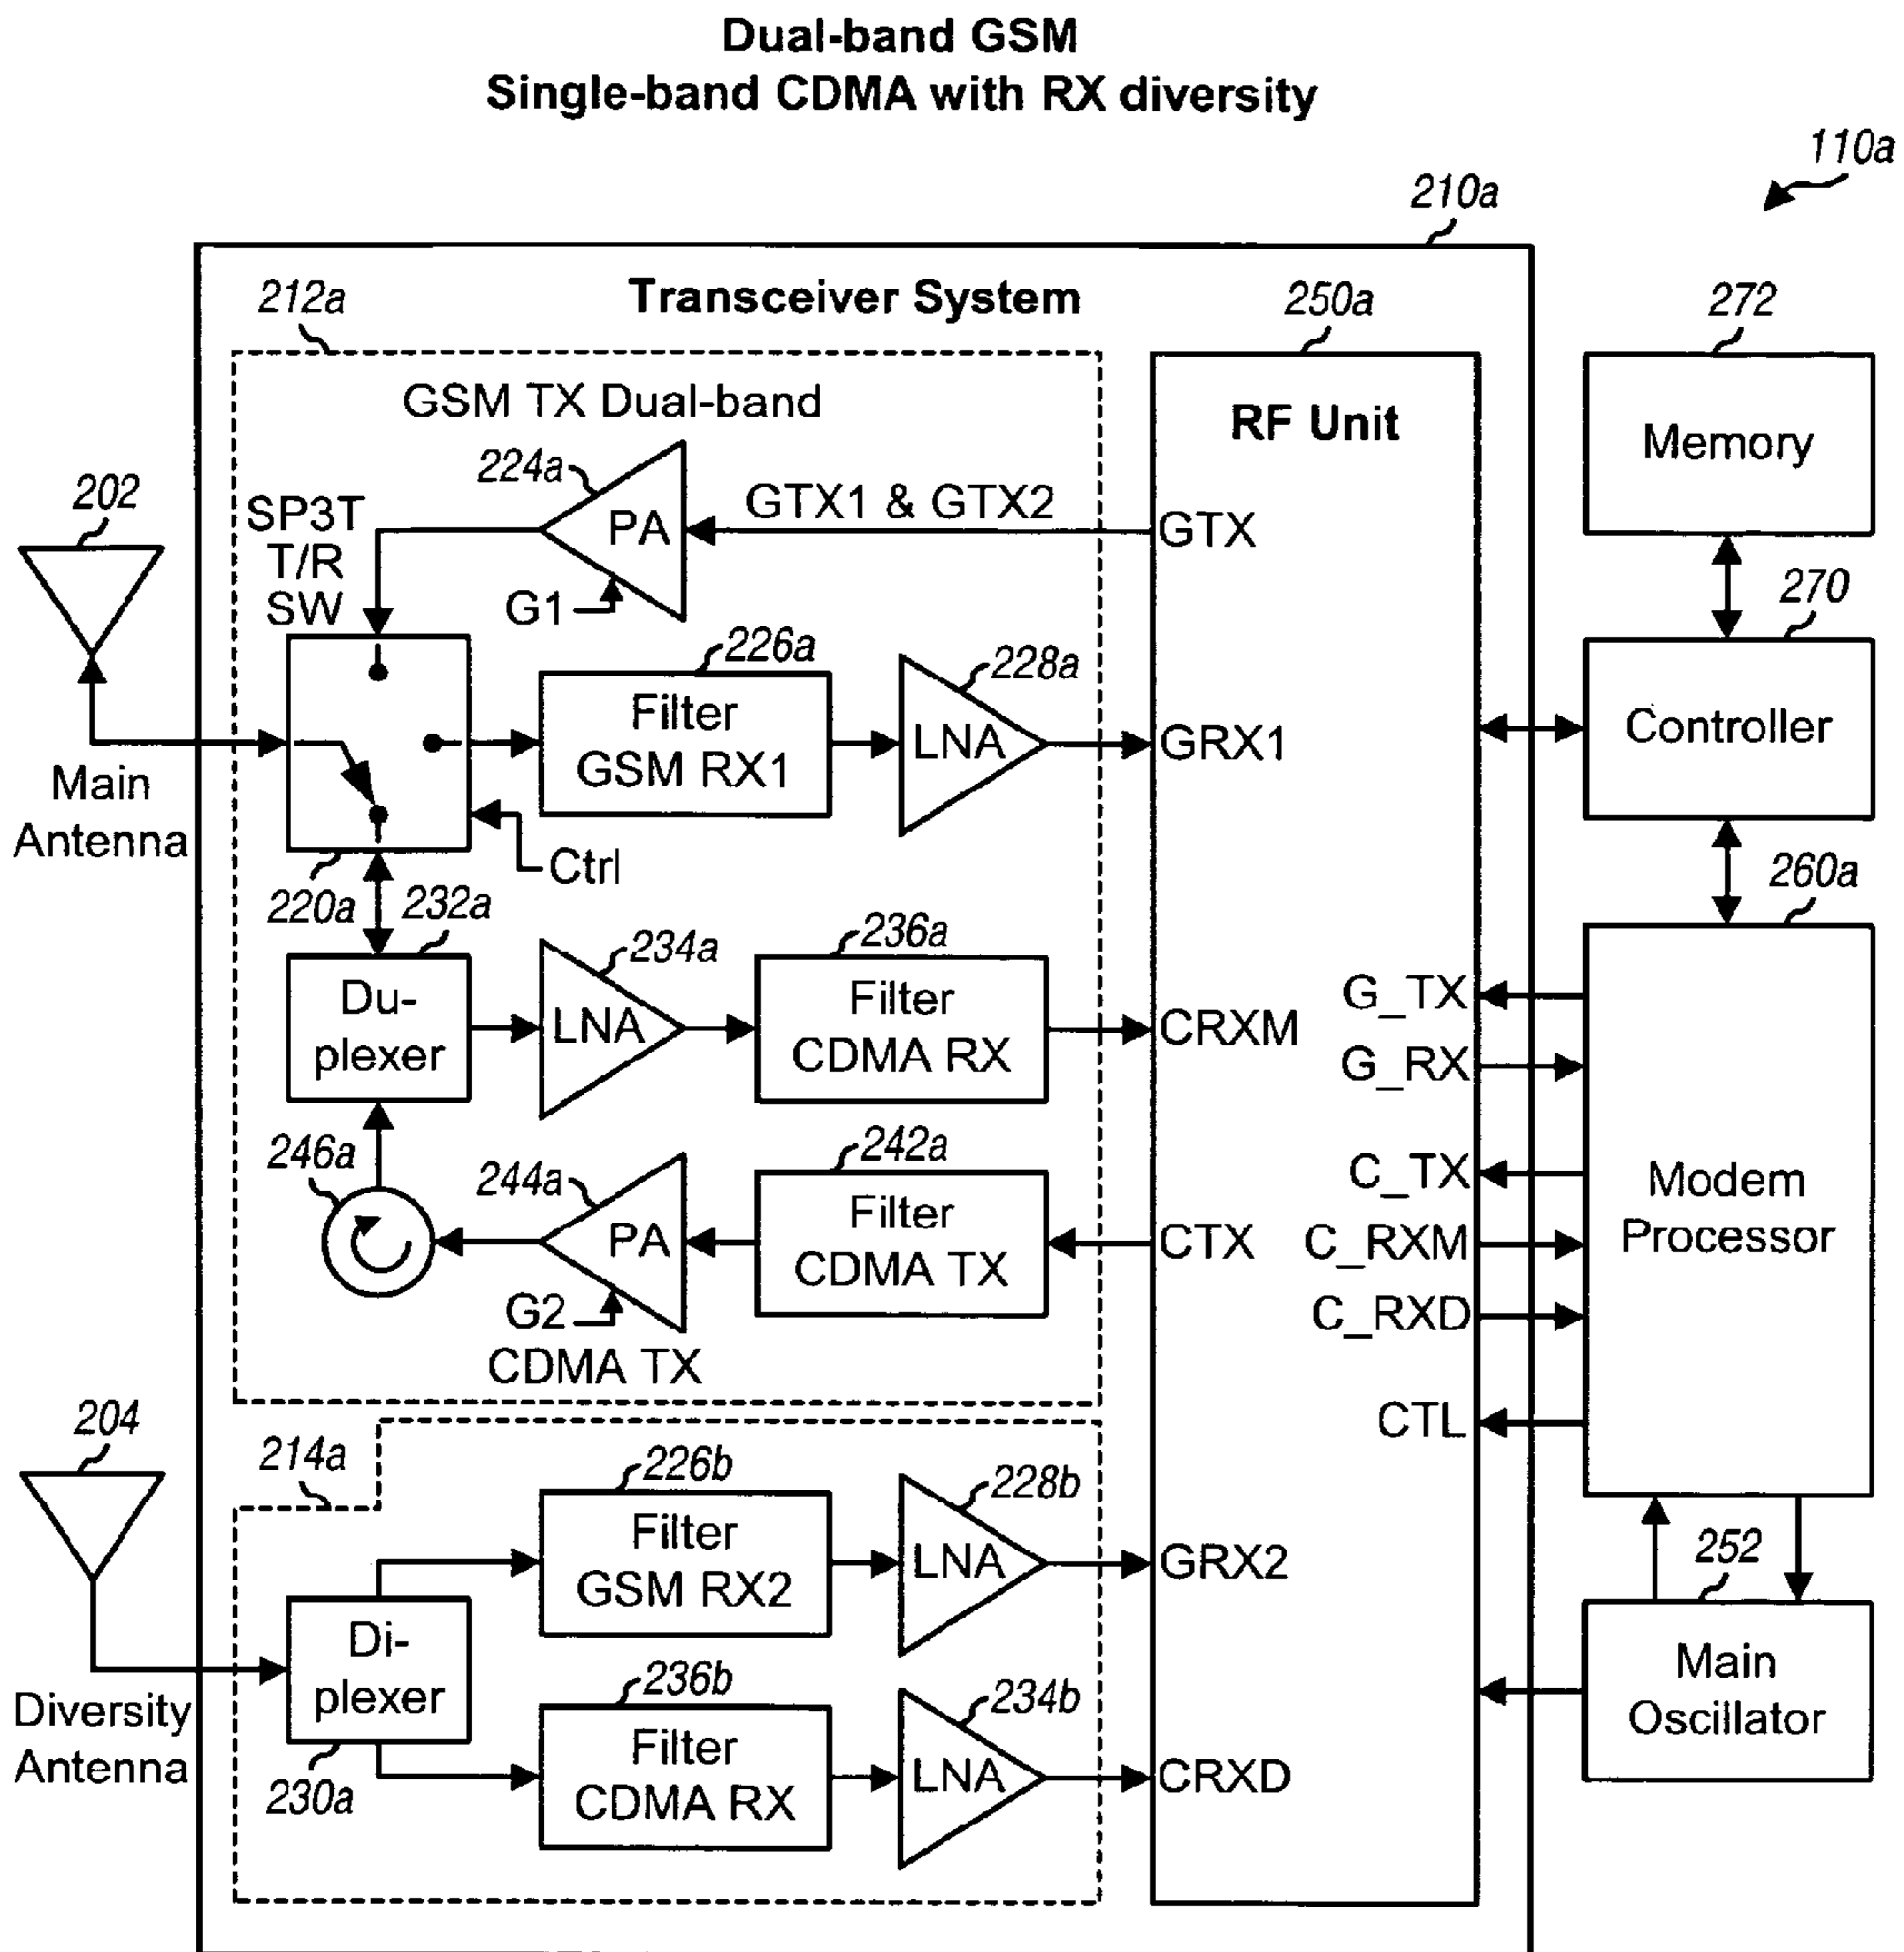 Dual-band GSM
Single-band CDMA with RX diversity
110a
210a
Transceiver System
212a
250a
272
GSM TX Dual-band
RF Unit
Memory
224a
PA
GTX1 & GTX2
GTX
202
SP3T
T/R
SW
G1
270
226a
228a
Filter
GSM RX1
LNA
GRX1
Controller
Main
Antenna
Ctrl
220a
232a
260a
234a
236a
Du-
plexer
LNA
Filter
CDMA RX
CRXM
G_TX
G_RX
246a
244a
242a
C_TX
Modem
Processor
PA
Filter
CDMA TX
CTX
C_RXM
G2
C_RXD
CDMA TX
204
CTL
214a
226b
228b
Filter
GSM RX2
LNA
GRX2
252
Di-
plexer
236b
234b
Main
Oscillator
Diversity
Antenna
230a
Filter
CDMA RX
LNA
CRXD